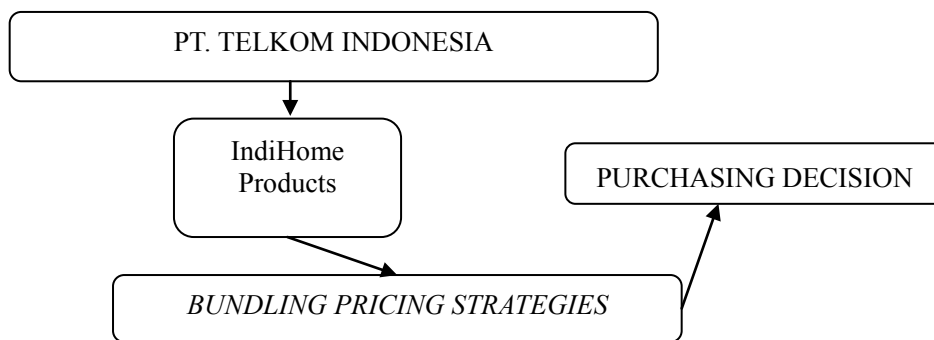 PT. TELKOM INDONESIA
IndiHome
Products
PURCHASING DECISION
BUNDLING PRICING STRATEGIES